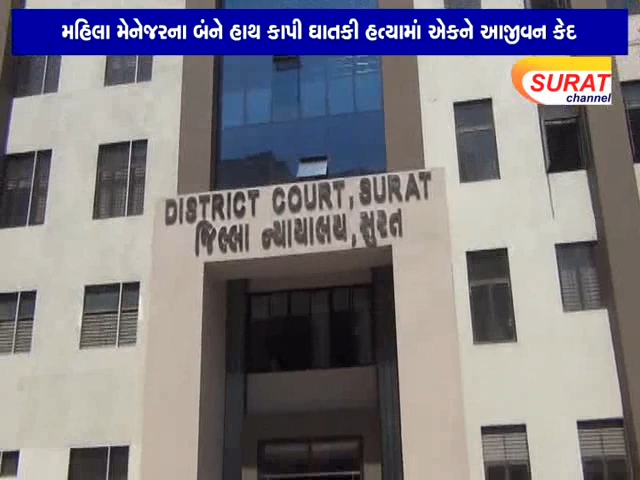 મહિલા મેનેજરના બંને હાથ કાપી ઘાતકી હત્યામાં એકને આજીવન કેદ
SURAT
channel
DISTRICT COURT, SURAT
જિલ્લા ન્યાયાલય, સુરત